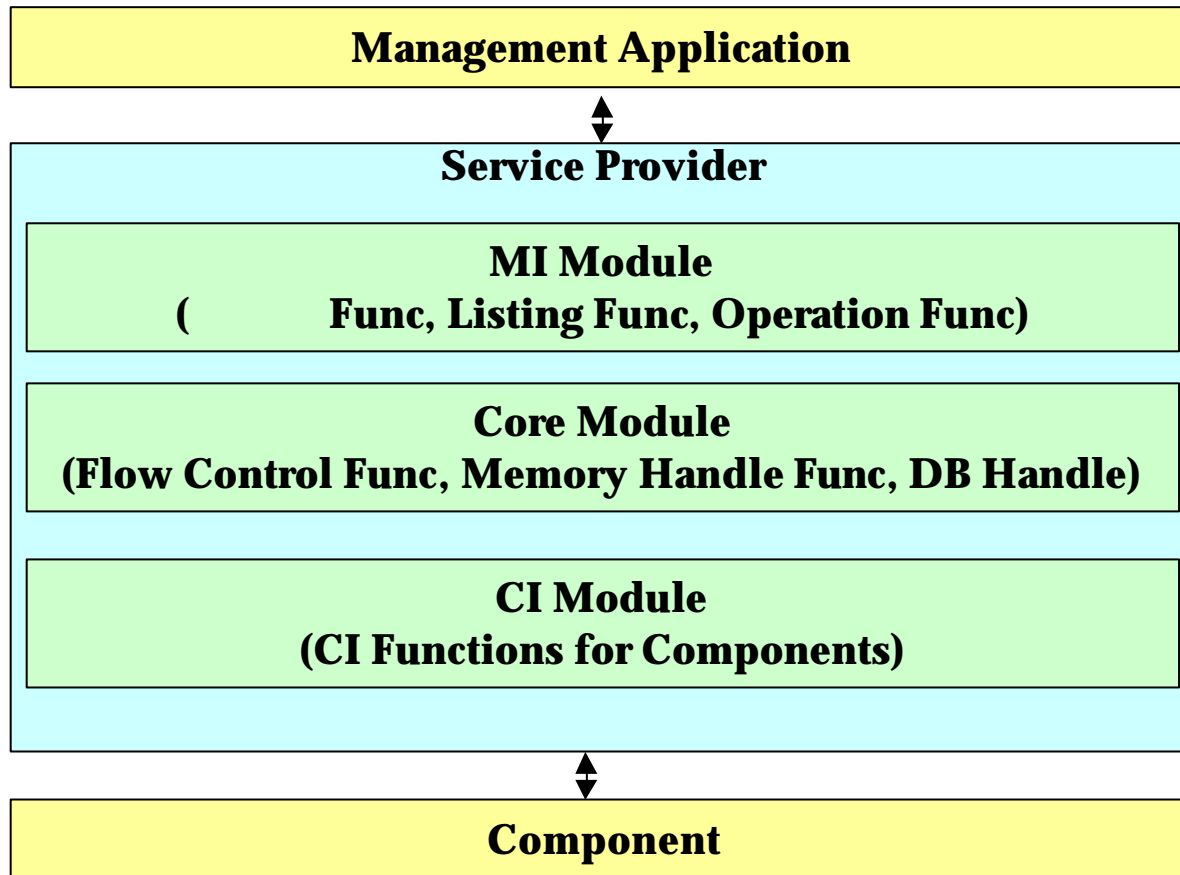 Management Application
Service Provider
MI Module
( Func, Listing Func, Operation Func)
Core Module
(Flow Control Func, Memory Handle Func, DB Handle)
CI Module
(CI Functions for Components)
Component